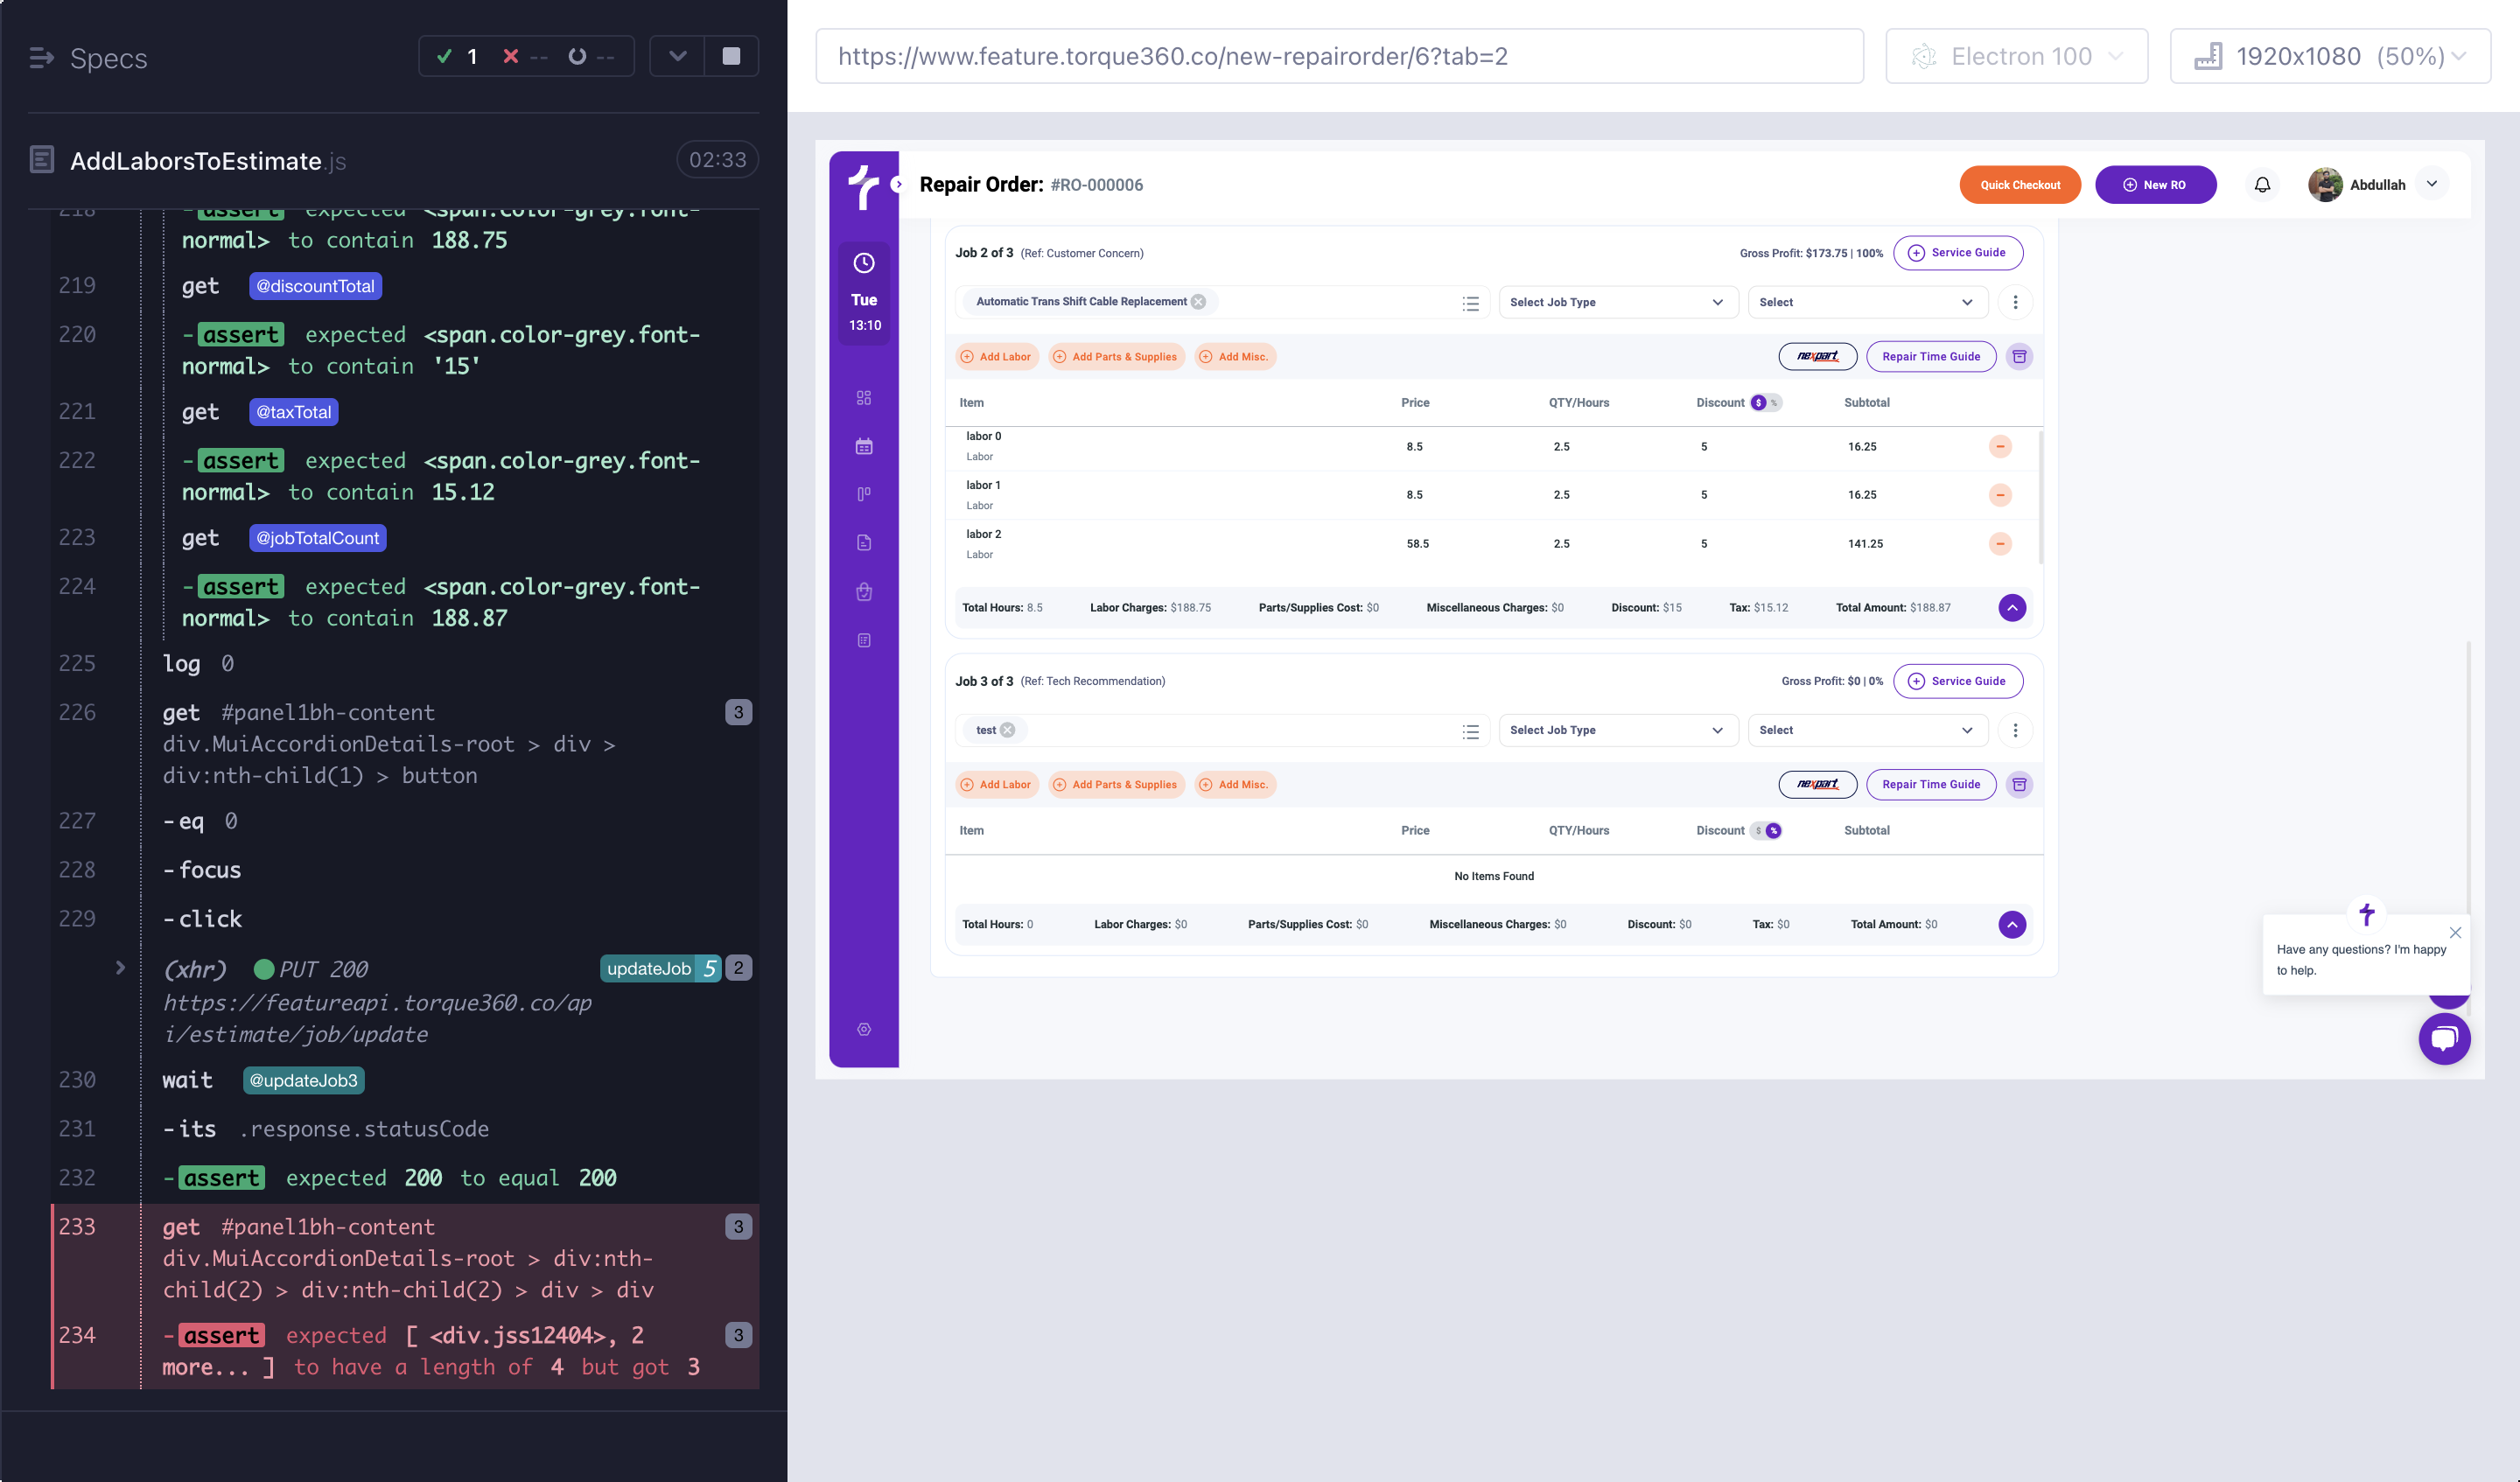 Specs
1
--
--
AddLaborsToEstimate.js
02:33
218
-assert expected <span.color-grey.font-
normal> to contain 188.75
219 get @discountTotal
220 -assert expected <span.color-grey.font-
normal> to contain '15'
221 get @taxTotal
222 -assert expected <span.color-grey.font-
normal> to contain 15.12
223 get @jobTotalCount
224 -assert expected <span.color-grey.font-
normal> to contain 188.87
225 log 0
226 get #panel1bh-content 3
div.MuiAccordionDetails-root > div >
div:nth-child(1) > button
227 -eq 0
228 -focus
229 -click
(xhr) PUT 200 updateJob 5 2
https://featureapi.torque360.co/ap
i/estimate/job/update
230 wait @updateJob3
231 -its .response.statusCode
232 -assert expected 200 to equal 200
233 get #panel1bh-content 3
div.MuiAccordionDetails-root > div:nth-
child(2) > div:nth-child(2) > div > div
234 -assert expected [ <div.jss12404>, 2 3
more... ] to have a length of 4 but got 3
https://www.feature.torque360.co/new-repairorder/6?tab=2
Electron 100
1920x1080 (50%)
Repair Order: #RO-000006
Quick Checkout
New RO
Abdullah
Tue
13:10
Job 2 of 3 (Ref: Customer Concern)
Gross Profit: $173.75 | 100%
Service Guide
Automatic Trans Shift Cable Replacement
Select Job Type
Select
Add Labor
Add Parts & Supplies
Add Misc.
nexpart
Repair Time Guide
Item Price QTY/Hours Discount $ % Subtotal
labor 0
Labor
8.5 2.5 5 16.25
labor 1
Labor
8.5 2.5 5 16.25
labor 2
Labor
58.5 2.5 5 141.25
Total Hours: 8.5 Labor Charges: $188.75 Parts/Supplies Cost: $0 Miscellaneous Charges: $0 Discount: $15 Tax: $15.12 Total Amount: $188.87
Job 3 of 3 (Ref: Tech Recommendation)
Gross Profit: $0 | 0%
Service Guide
test
Select Job Type
Select
Add Labor
Add Parts & Supplies
Add Misc.
nexpart
Repair Time Guide
Item Price QTY/Hours Discount $ % Subtotal
No Items Found
Total Hours: 0 Labor Charges: $0 Parts/Supplies Cost: $0 Miscellaneous Charges: $0 Discount: $0 Tax: $0 Total Amount: $0
Have any questions? I'm happy
to help.